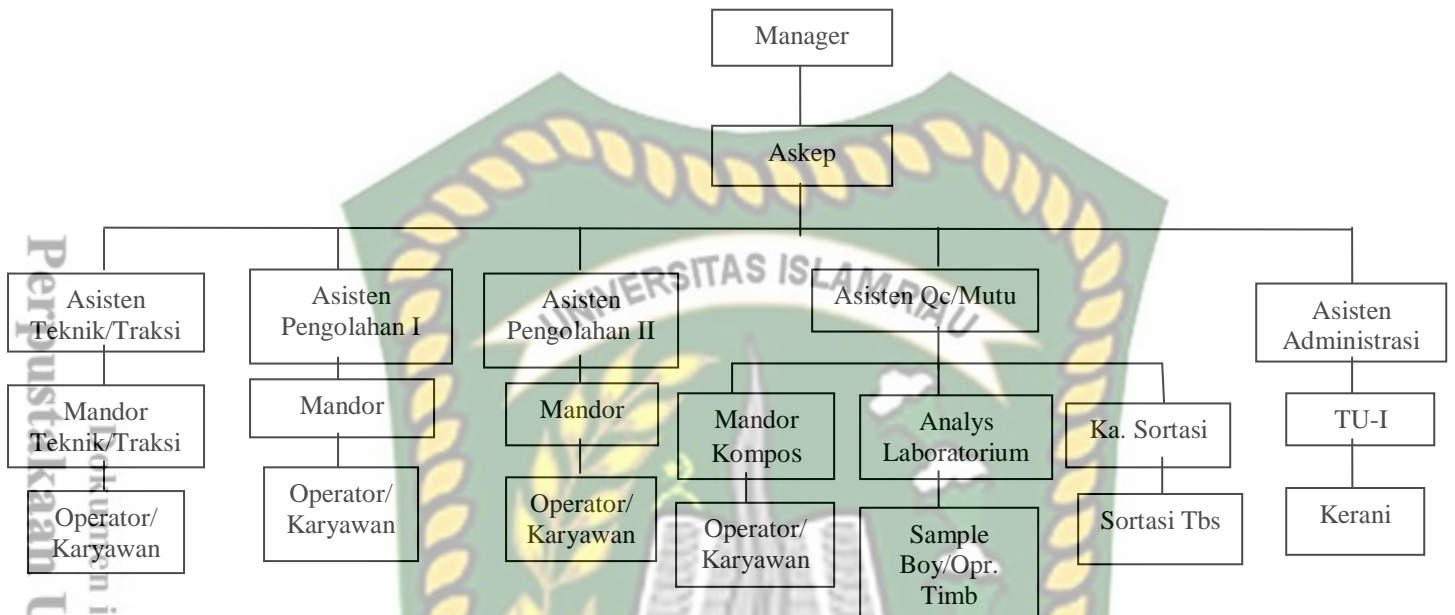 Manager
Askep
UNIVERSITAS ISLAM RIAU
Asisten
Teknik/Traksi
Asisten
Pengolahan I
Asisten
Pengolahan II
Asisten Qc/Mutu
Asisten
Administrasi
Mandor
Teknik/Traksi
Mandor
Mandor
Mandor
Kompos
Analys
Laboratorium
Ka. Sortasi
TU-I
Operator/
Karyawan
Operator/
Karyawan
Operator/
Karyawan
Operator/
Karyawan
Sample
Boy/Opr.
Timb
Sortasi Tbs
Kerani
Perpustakaan U
Dokumen i